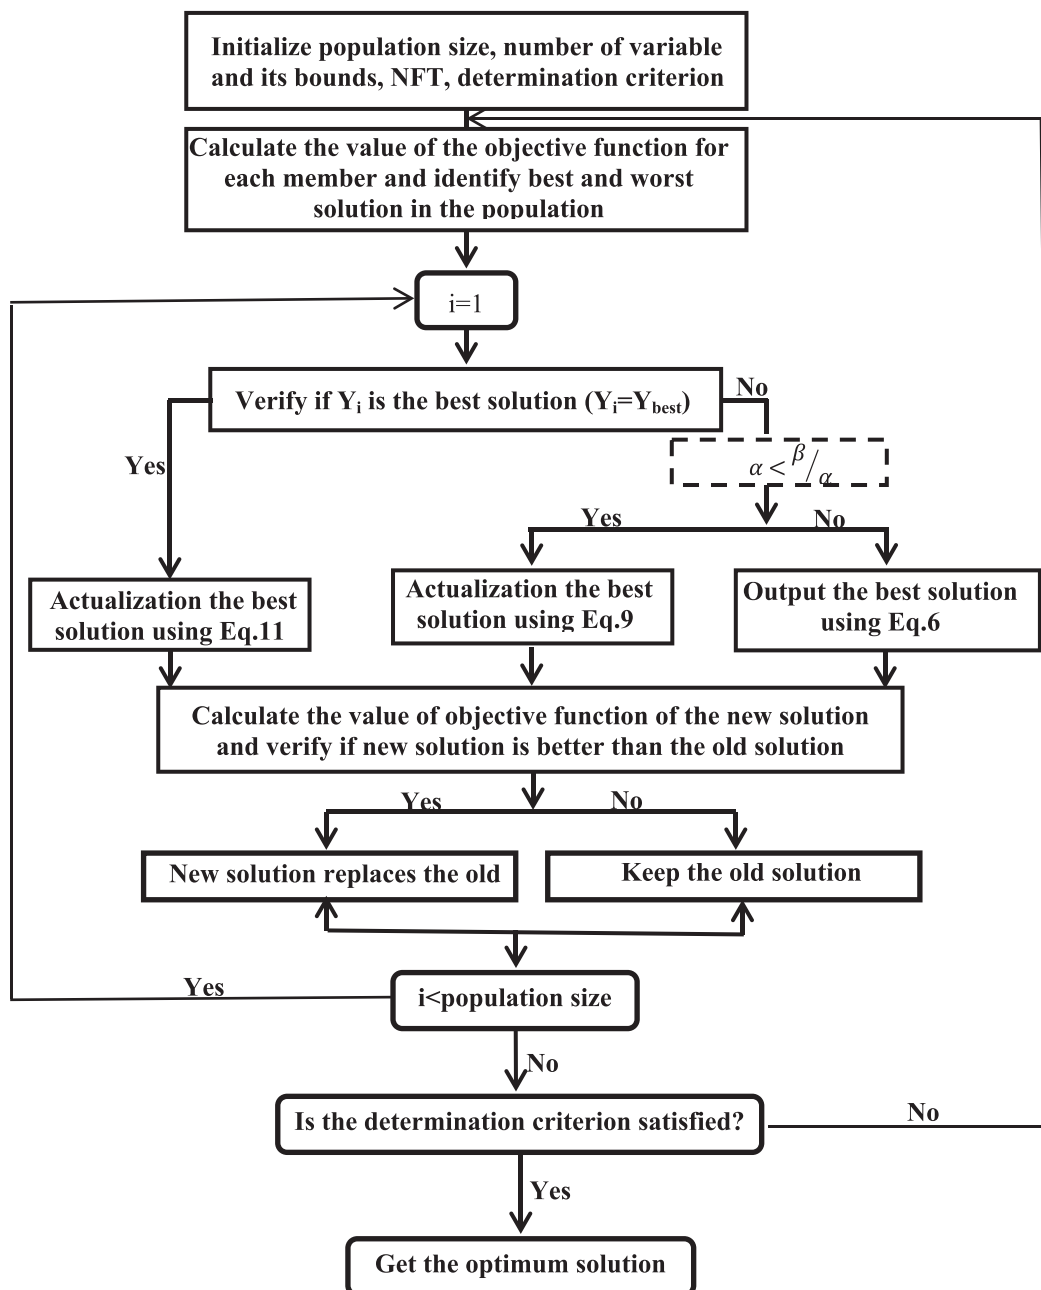 Initialize population size, number of variable
and its bounds, NFT, determination criterion
Calculate the value of the objective function for
each member and identify best and worst
solution in the population
i=1
Verify if Yi is the best solution (Yi=Ybest)
No
Yes
α < β/α
Yes
No
Actualization the best
solution using Eq.11
Actualization the best
solution using Eq.9
Output the best solution
using Eq.6
Calculate the value of objective function of the new solution
and verify if new solution is better than the old solution
Yes
No
New solution replaces the old
Keep the old solution
Yes
i<population size
No
Is the determination criterion satisfied?
No
Yes
Get the optimum solution